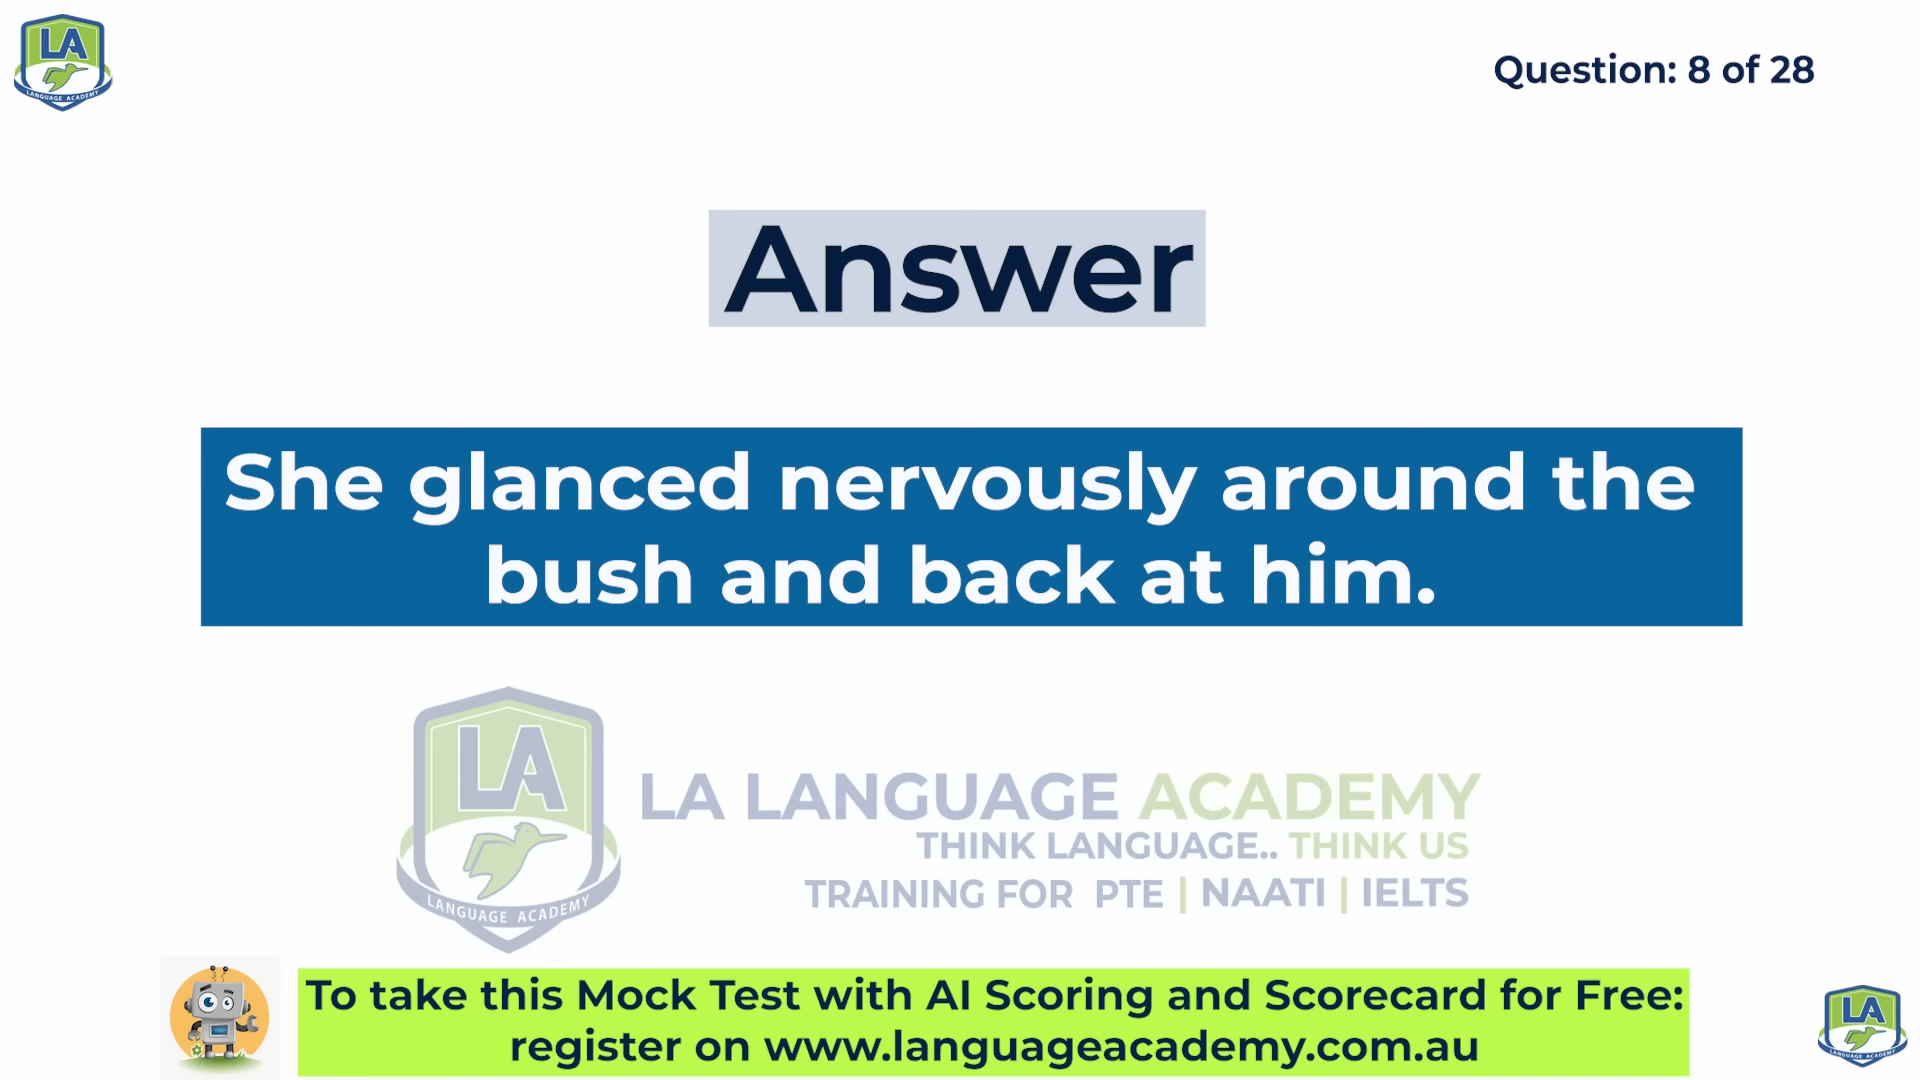 LA
LANGUAGE ACADEMY
Question: 8 of 28
Answer
She glanced nervously around the
bush and back at him.
LA
LANGUAGE ACADEMY
LA LANGUAGE ACADEMY
THINK LANGUAGE.. THINK US
TRAINING FOR PTE | NAATI | IELTS
To take this Mock Test with AI Scoring and Scorecard for Free:
register on www.languageacademy.com.au
LA
LANGUAGE ACADEMY